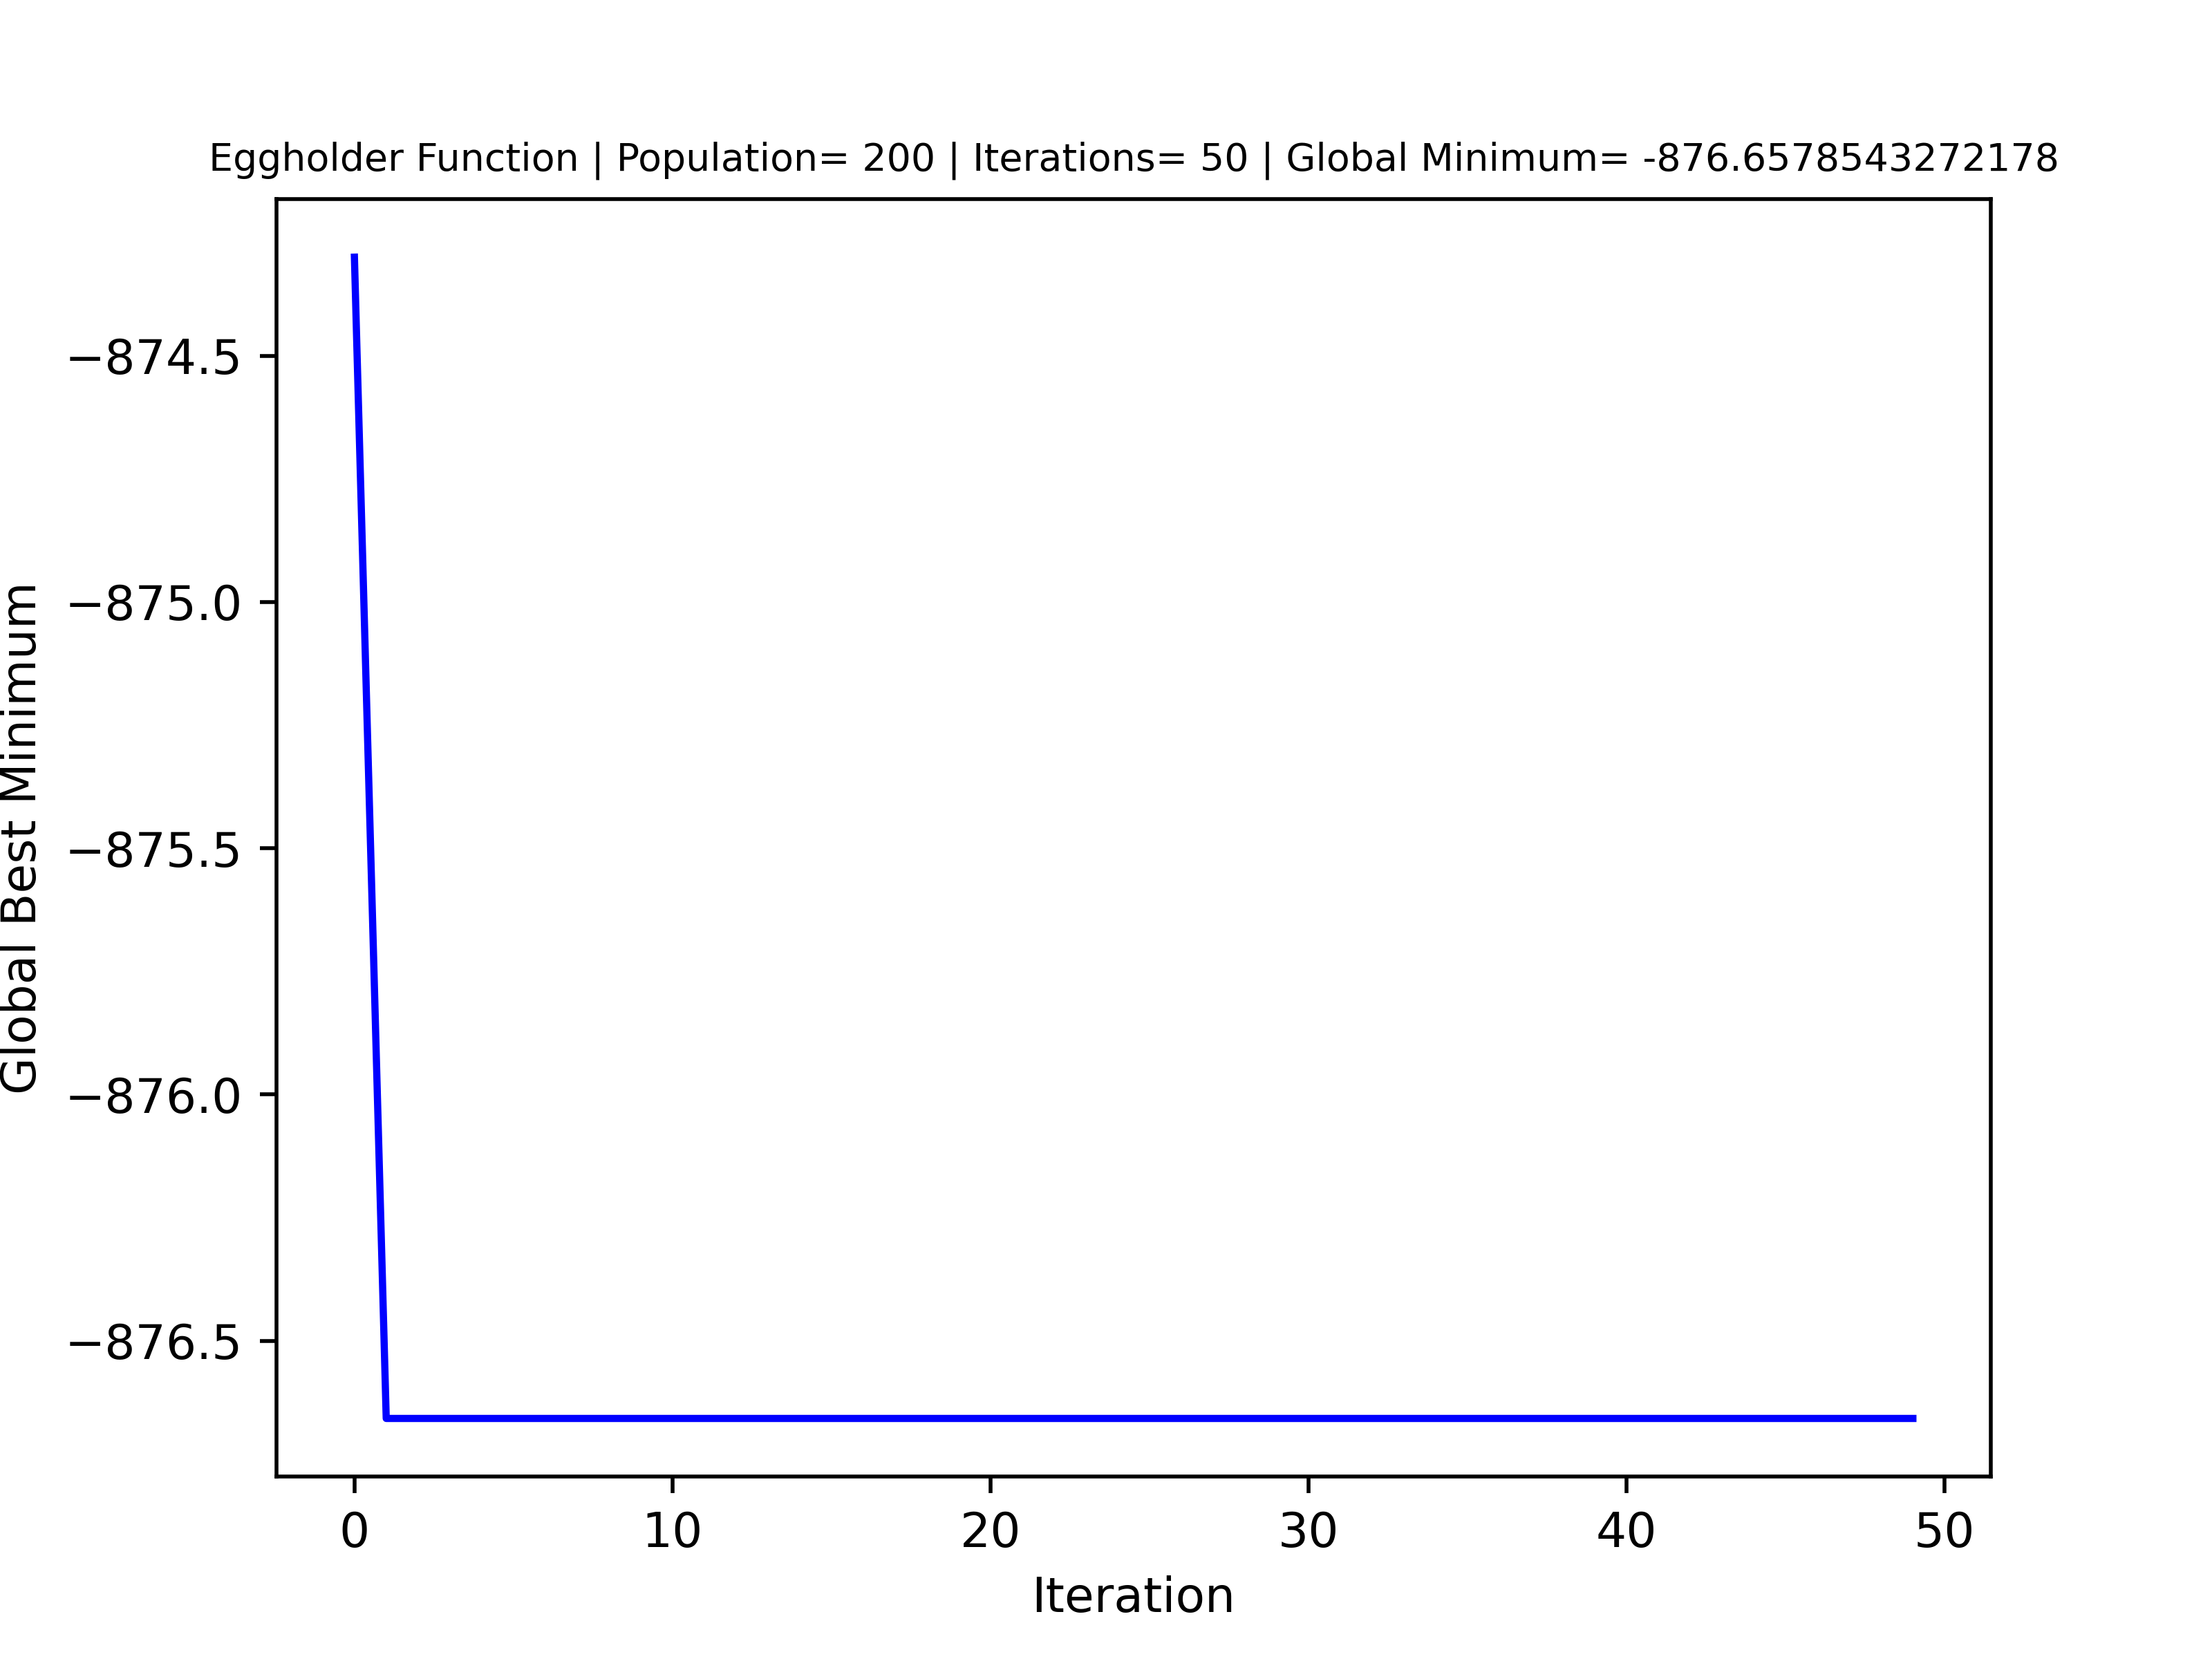 Eggholder Function | Population= 200 | Iterations= 50 | Global Minimum= -876.6578543272178
Global Best Minimum
−874.5
−875.0
−875.5
−876.0
−876.5
0 10 20 30 40 50
Iteration